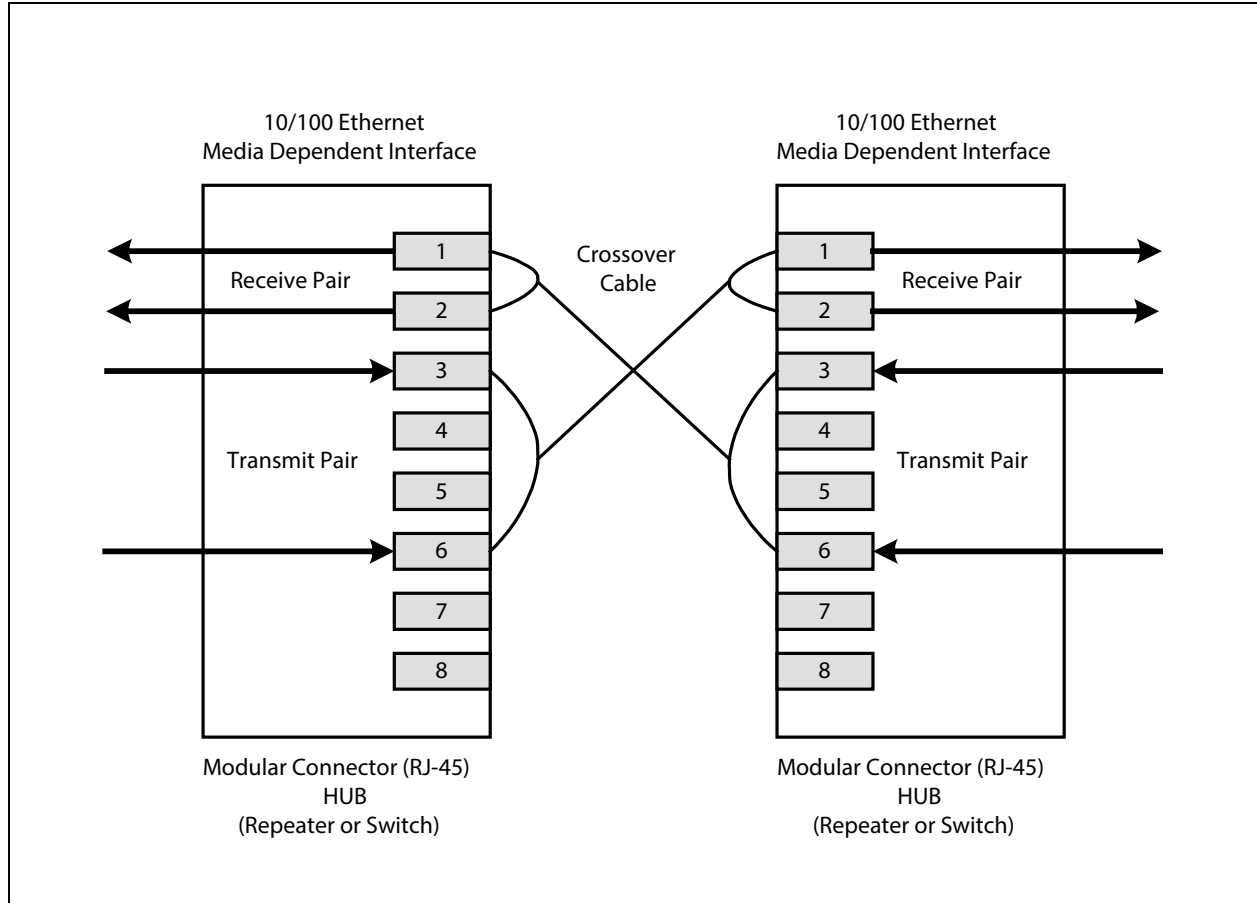 10/100 Ethernet
Media Dependent Interface
1
Receive Pair
2
3
4
Transmit Pair
5
6
7
8
Modular Connector (RJ-45)
HUB
(Repeater or Switch)
Crossover
Cable
10/100 Ethernet
Media Dependent Interface
1
Receive Pair
2
3
4
Transmit Pair
5
6
7
8
Modular Connector (RJ-45)
HUB
(Repeater or Switch)